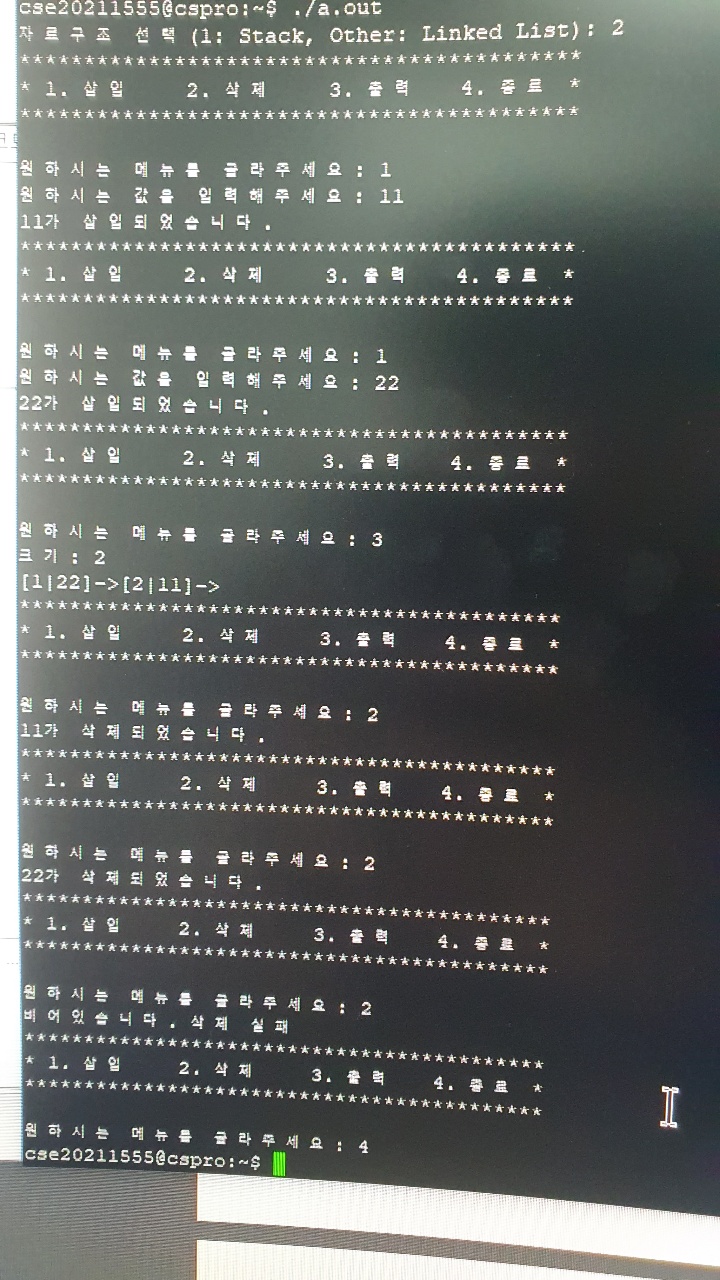 cse20211555@cspro:~$ ./a.out
자료구조 선택 (1: Stack, Other: Linked List): 2
*****************************************
* 1. 삽입     2. 삭제     3. 출력    4. 종료  *
*****************************************
원하시는 메뉴를 골라주세요 : 1
원하시는 값을 입력해주세요 : 11
11가 삽입되었습니다.
*****************************************
* 1. 삽입     2. 삭제     3. 출력    4. 종료  *
*****************************************
원하시는 메뉴를 골라주세요 : 1
원하시는 값을 입력해주세요 : 22
22가 삽입되었습니다.
*****************************************
* 1. 삽입     2. 삭제     3. 출력    4. 종료  *
*****************************************
원하시는 메뉴를 골라주세요 : 3
크기 : 2
[1|22]->[2|11]->
*****************************************
* 1. 삽입     2. 삭제     3. 출력    4. 종료  *
*****************************************
원하시는 메뉴를 골라주세요 : 2
11가 삭제되었습니다.
*****************************************
* 1. 삽입     2. 삭제     3. 출력    4. 종료  *
*****************************************
원하시는 메뉴를 골라주세요 : 2
22가 삭제되었습니다.
*****************************************
* 1. 삽입     2. 삭제     3. 출력    4. 종료  *
*****************************************
원하시는 메뉴를 골라주세요 : 2
비어있습니다. 삭제 실패
*****************************************
* 1. 삽입     2. 삭제     3. 출력    4. 종료  *
*****************************************
원하시는 메뉴를 골라주세요 : 4
cse20211555@cspro:~$